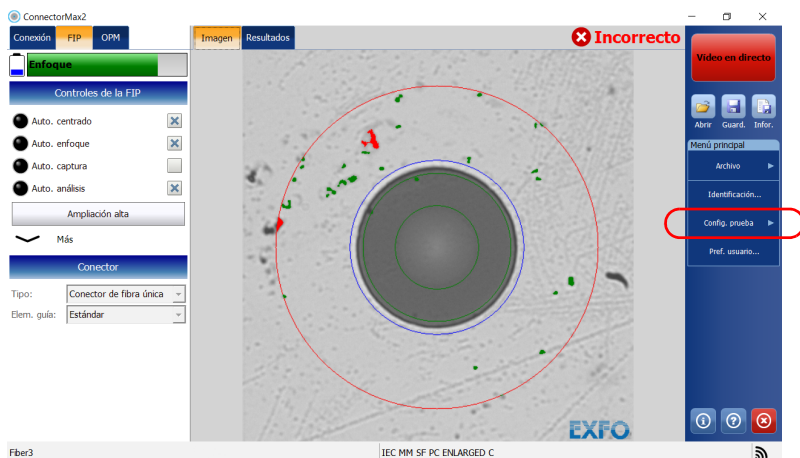 ConnectorMax2
Conexión FIP OPM
Imagen Resultados
Incorrecto
Enfoque
Controles de la FIP
Auto. centrado
Auto. enfoque
Auto. captura
Auto. análisis
Ampliación alta
Más
Conector
Tipo: Conector de fibra única
Elem. guía: Estándar
EXFO
Vídeo en directo
Abrir Guard. Infor.
Menú principal
Archivo
Identificación...
Config. prueba
Pref. usuario...
Fiber3
IEC MM SF PC ENLARGED C